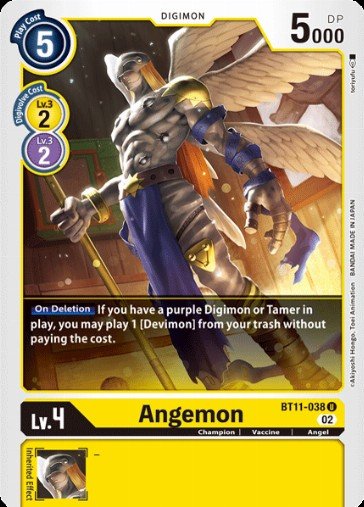 Play Cost
5
DIGIMON
DP
5000
Digivolve Cost
Lv.3
2
Lv.3
2
toriyufu
©Akiyoshi Hongo, Toei Animation BANDAI MADE IN JAPAN
On Deletion If you have a purple Digimon or Tamer in
play, you may play 1 [Devimon] from your trash without
paying the cost.
BT11-038 U
Lv.4
Angemon
02
Champion | Vaccine | Angel
Inherited Effect
-